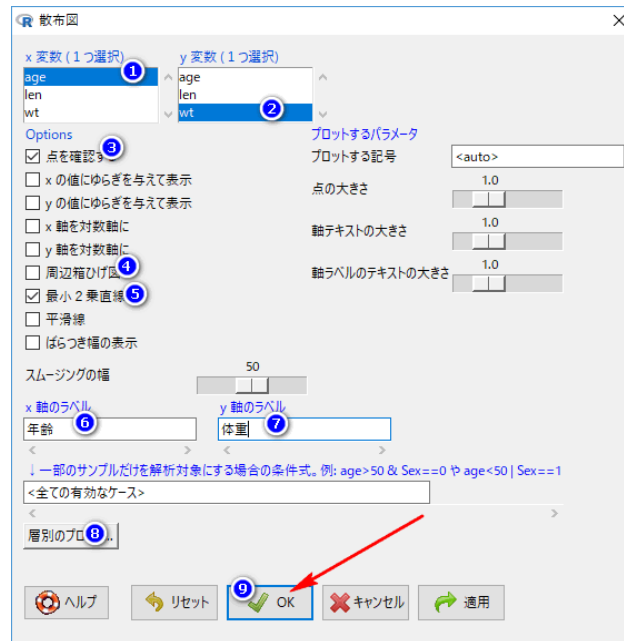 散布図
x 変数 (1つ選択)
1
age
len
wt
y 変数 (1つ選択)
age
len
wt
2
Options
3
点を確認す
x の値にゆらぎを与えて表示
y の値にゆらぎを与えて表示
x 軸を対数軸に
y 軸を対数軸に
周辺箱ひげ図
4
最小2乗直線
5
平滑線
ばらつき幅の表示
プロットするパラメータ
プロットする記号 <auto>
点の大きさ 1.0
軸テキストの大きさ 1.0
軸ラベルのテキストの大きさ 1.0
スムージングの幅 50
x 軸のラベル
年齢
6
y 軸のラベル
体重
7
↓一部のサンプルだけを解析対象にする場合の条件式。例: age>50 & Sex==0 や age<50 | Sex==1
<全ての有効なケース>
層別のプロ..
8
ヘルプ
リセット
9
OK
キャンセル
適用